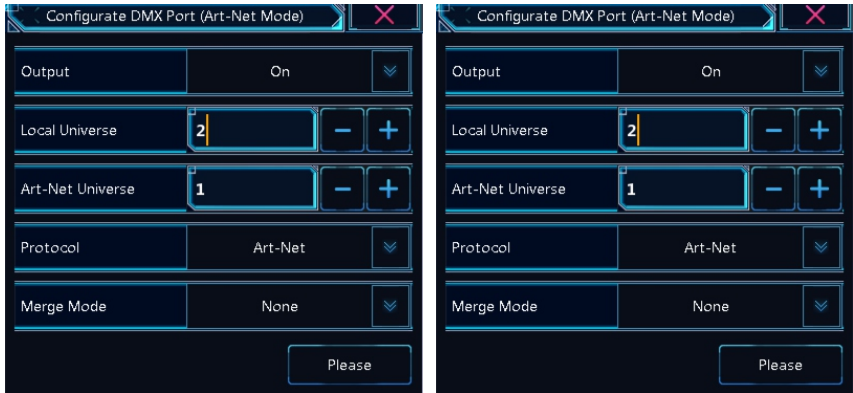 Configurate DMX Port (Art-Net Mode)
Output On
Local Universe 2
Art-Net Universe 1
Protocol Art-Net
Merge Mode None
Please
Configurate DMX Port (Art-Net Mode)
Output On
Local Universe 2
Art-Net Universe 1
Protocol Art-Net
Merge Mode None
Please